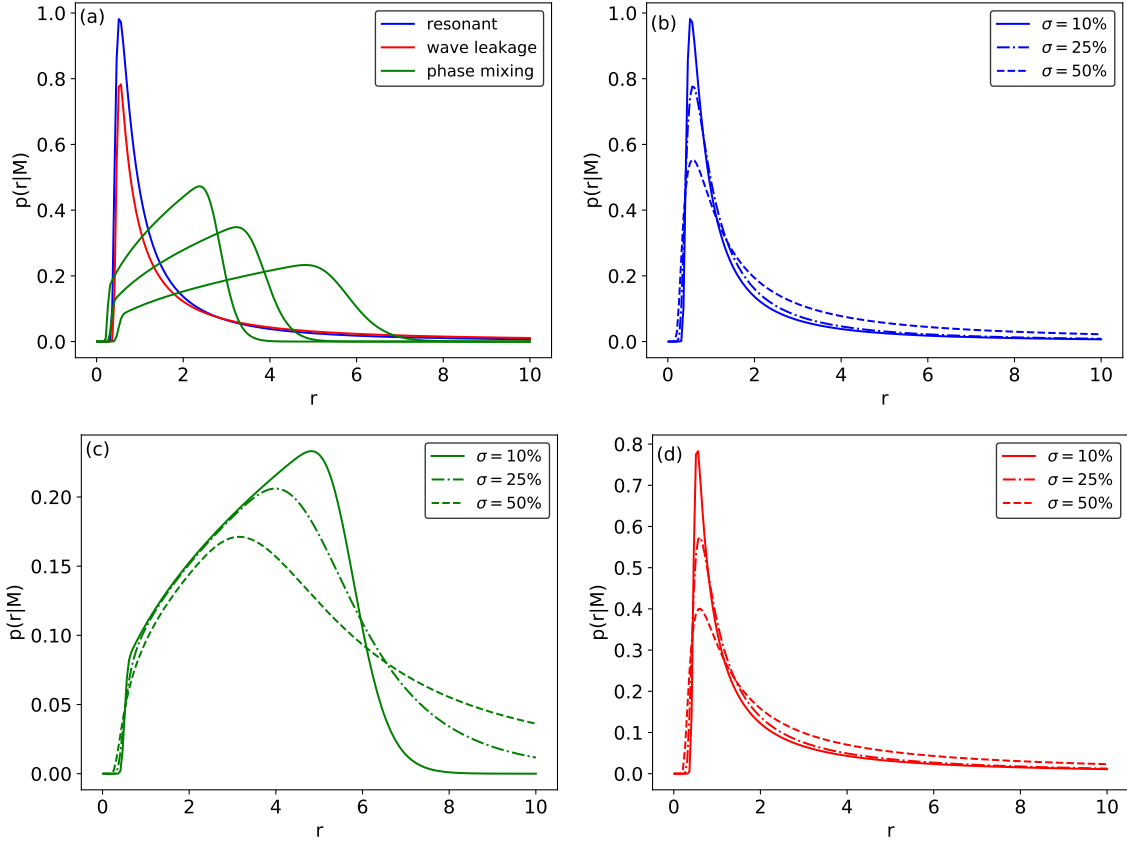 (a)
resonant
wave leakage
phase mixing
p(r|M)
1.0
0.8
0.6
0.4
0.2
0.0
0 2 4 6 8 10
r
(b)
σ = 10%
σ = 25%
σ = 50%
p(r|M)
1.0
0.8
0.6
0.4
0.2
0.0
0 2 4 6 8 10
r
(c)
σ = 10%
σ = 25%
σ = 50%
p(r|M)
0.20
0.15
0.10
0.05
0.00
0 2 4 6 8 10
r
(d)
σ = 10%
σ = 25%
σ = 50%
p(r|M)
0.8
0.7
0.6
0.5
0.4
0.3
0.2
0.1
0.0
0 2 4 6 8 10
r